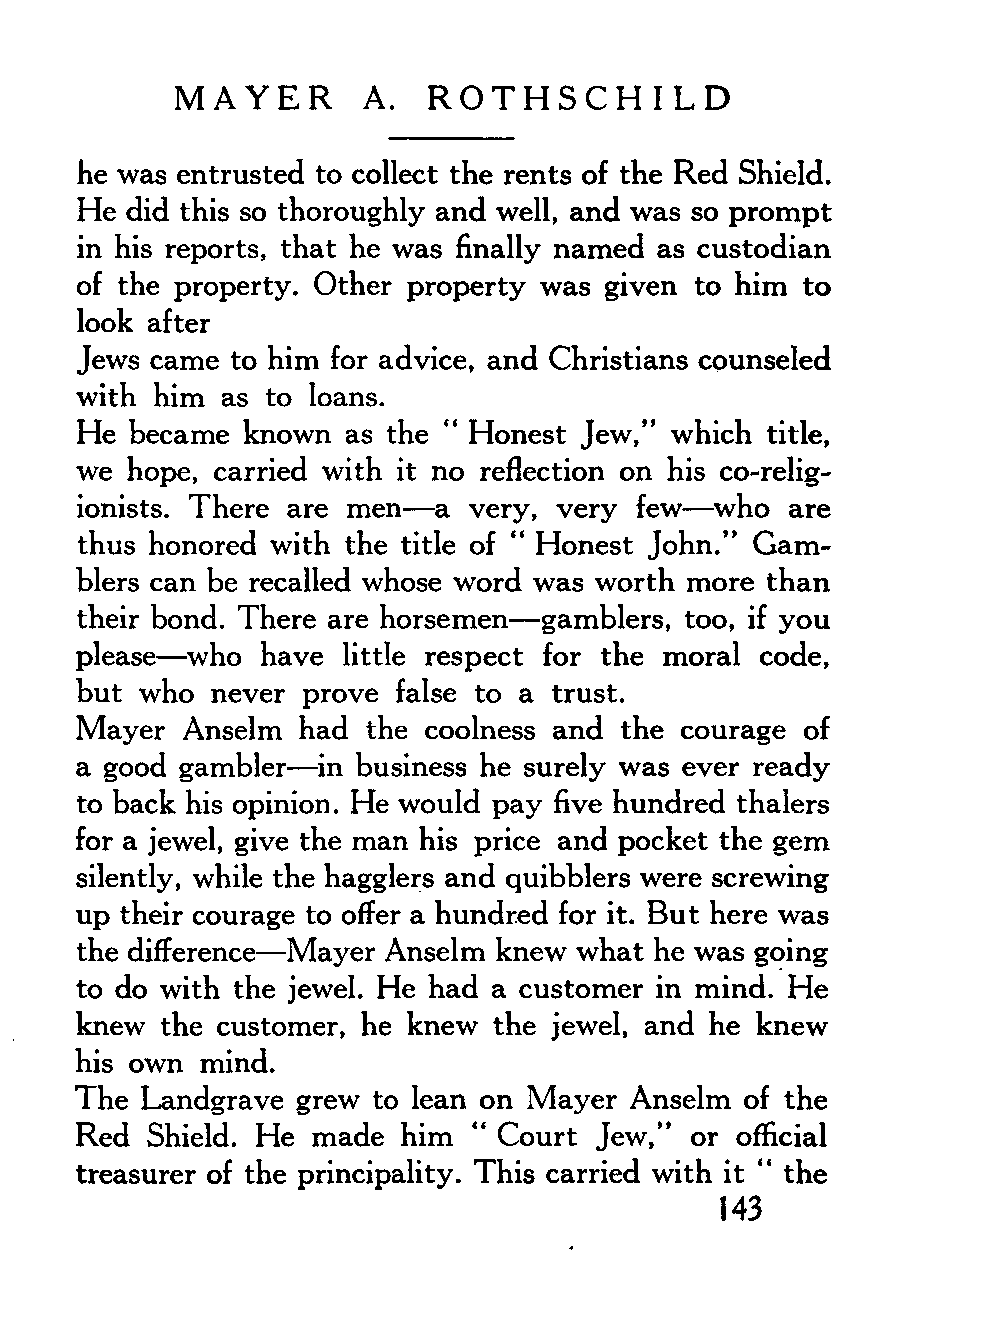 MAYER A. ROTHSCHILD
he was entrusted to collect the rents of the Red Shield.
He did this so thoroughly and well, and was so prompt
in his reports, that he was finally named as custodian
of the property. Other property was given to him to
look after
Jews came to him for advice, and Christians counseled
with him as to loans.
He became known as the " Honest Jew," which title,
we hope, carried with it no reflection on his co-relig-
ionists. There are men—a very, very few—who are
thus honored with the title of " Honest John." Gam-
blers can be recalled whose word was worth more than
their bond. There are horsemen—gamblers, too, if you
please—who have little respect for the moral code,
but who never prove false to a trust.
Mayer Anselm had the coolness and the courage of
a good gambler—in business he surely was ever ready
to back his opinion. He would pay five hundred thalers
for a jewel, give the man his price and pocket the gem
silently, while the hagglers and quibblers were screwing
up their courage to offer a hundred for it. But here was
the difference—Mayer Anselm knew what he was going
to do with the jewel. He had a customer in mind. He
knew the customer, he knew the jewel, and he knew
his own mind.
The Landgrave grew to lean on Mayer Anselm of the
Red Shield. He made him " Court Jew," or official
treasurer of the principality. This carried with it " the
143